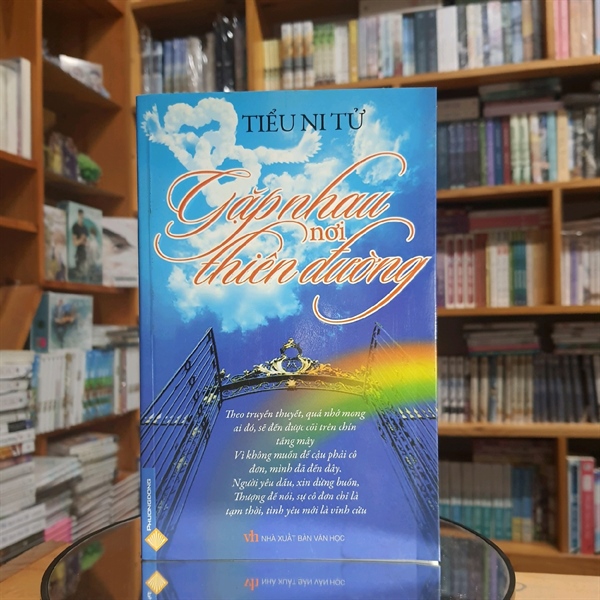 TIỂU NI TỬ
Gặp nhau
nơi
thiên đường
Theo truyền thuyết, quá nhớ mong
ai đó, sẽ đến được cõi trên chín
tầng mây
Vì không muốn để cậu phải cô
đơn, mình đã đến đây.
Người yêu dấu, xin đừng buồn,
Thượng đế nói, sự cô đơn chỉ là
tạm thời, tình yêu mới là vĩnh cửu
vh NHÀ XUẤT BẢN VĂN HỌC
PHUONGDONG